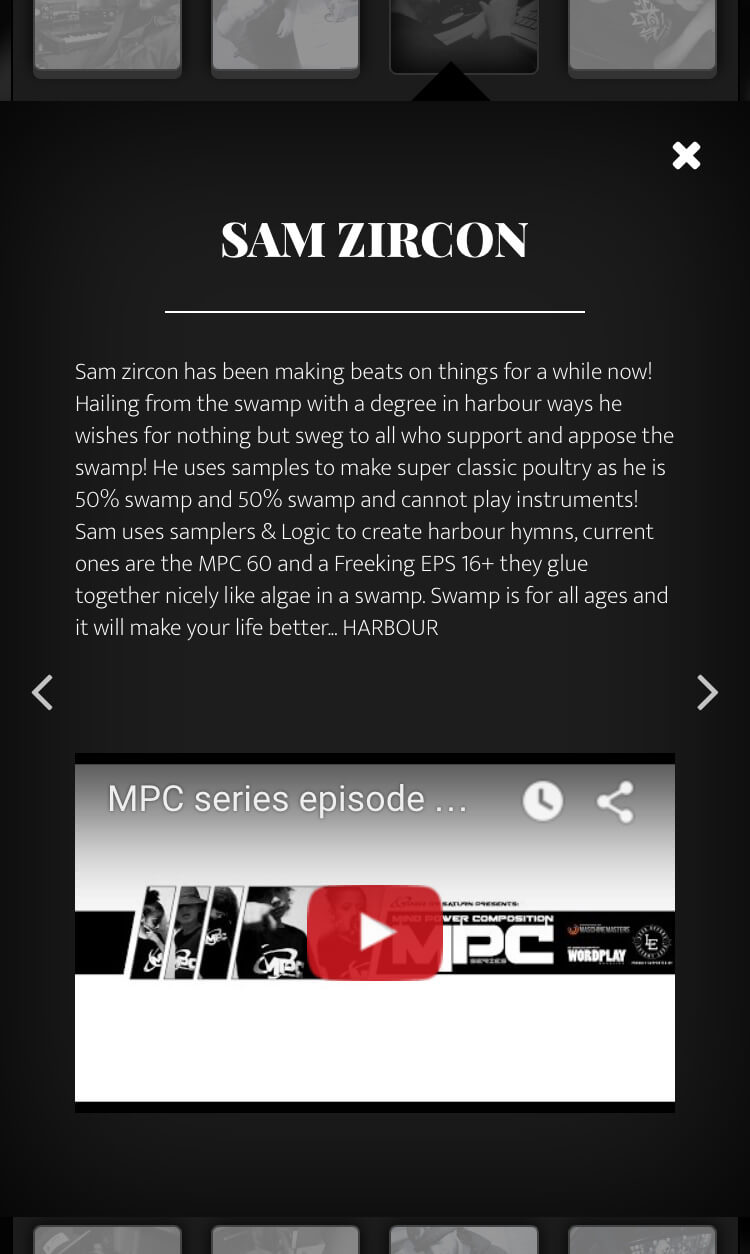 SAM ZIRCON
Sam zircon has been making beats on things for a while now!
Hailing from the swamp with a degree in harbour ways he
wishes for nothing but sweg to all who support and appose the
swamp! He uses samples to make super classic poultry as he is
50% swamp and 50% swamp and cannot play instruments!
Sam uses samplers & Logic to create harbour hymns, current
ones are the MPC 60 and a Freeking EPS 16+ they glue
together nicely like algae in a swamp. Swamp is for all ages and
it will make your life better... HARBOUR
MPC series episode ...
SATURN PRESENTS:
MIND POWER COMPOSITION
MPC
SERIES
MASCHINEMASTERS
WORDPLAY
LE